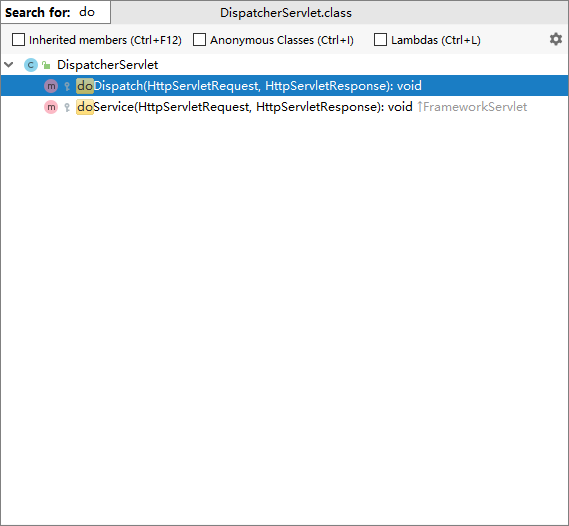 Search for: do DispatcherServlet.class
Inherited members (Ctrl+F12) Anonymous Classes (Ctrl+I) Lambdas (Ctrl+L)
C DispatcherServlet
m doDispatch(HttpServletRequest, HttpServletResponse): void
m doService(HttpServletRequest, HttpServletResponse): void ↑FrameworkServlet